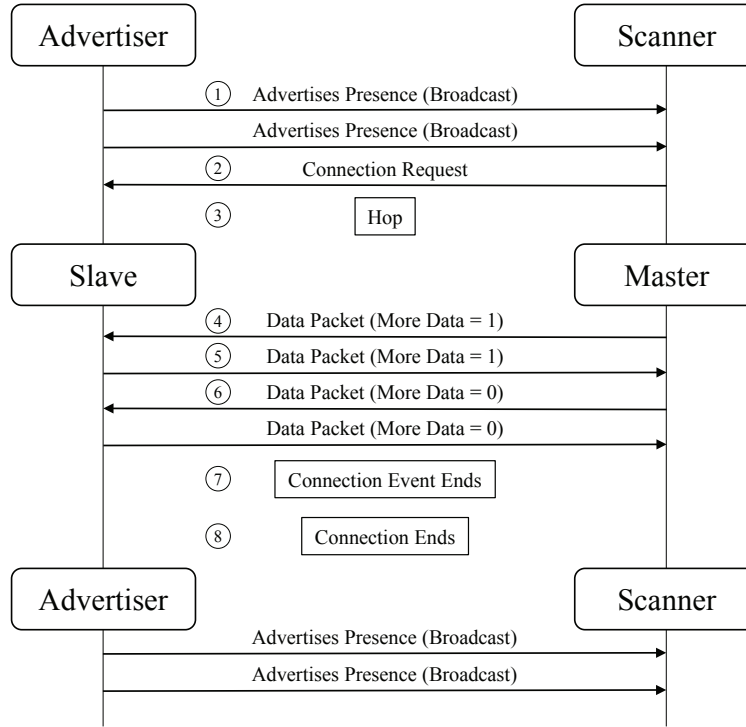 Advertiser
Scanner
1 Advertises Presence (Broadcast)
Advertises Presence (Broadcast)
2 Connection Request
3 Hop
Slave
Master
4 Data Packet (More Data = 1)
5 Data Packet (More Data = 1)
6 Data Packet (More Data = 0)
Data Packet (More Data = 0)
7 Connection Event Ends
8 Connection Ends
Advertiser
Scanner
Advertises Presence (Broadcast)
Advertises Presence (Broadcast)